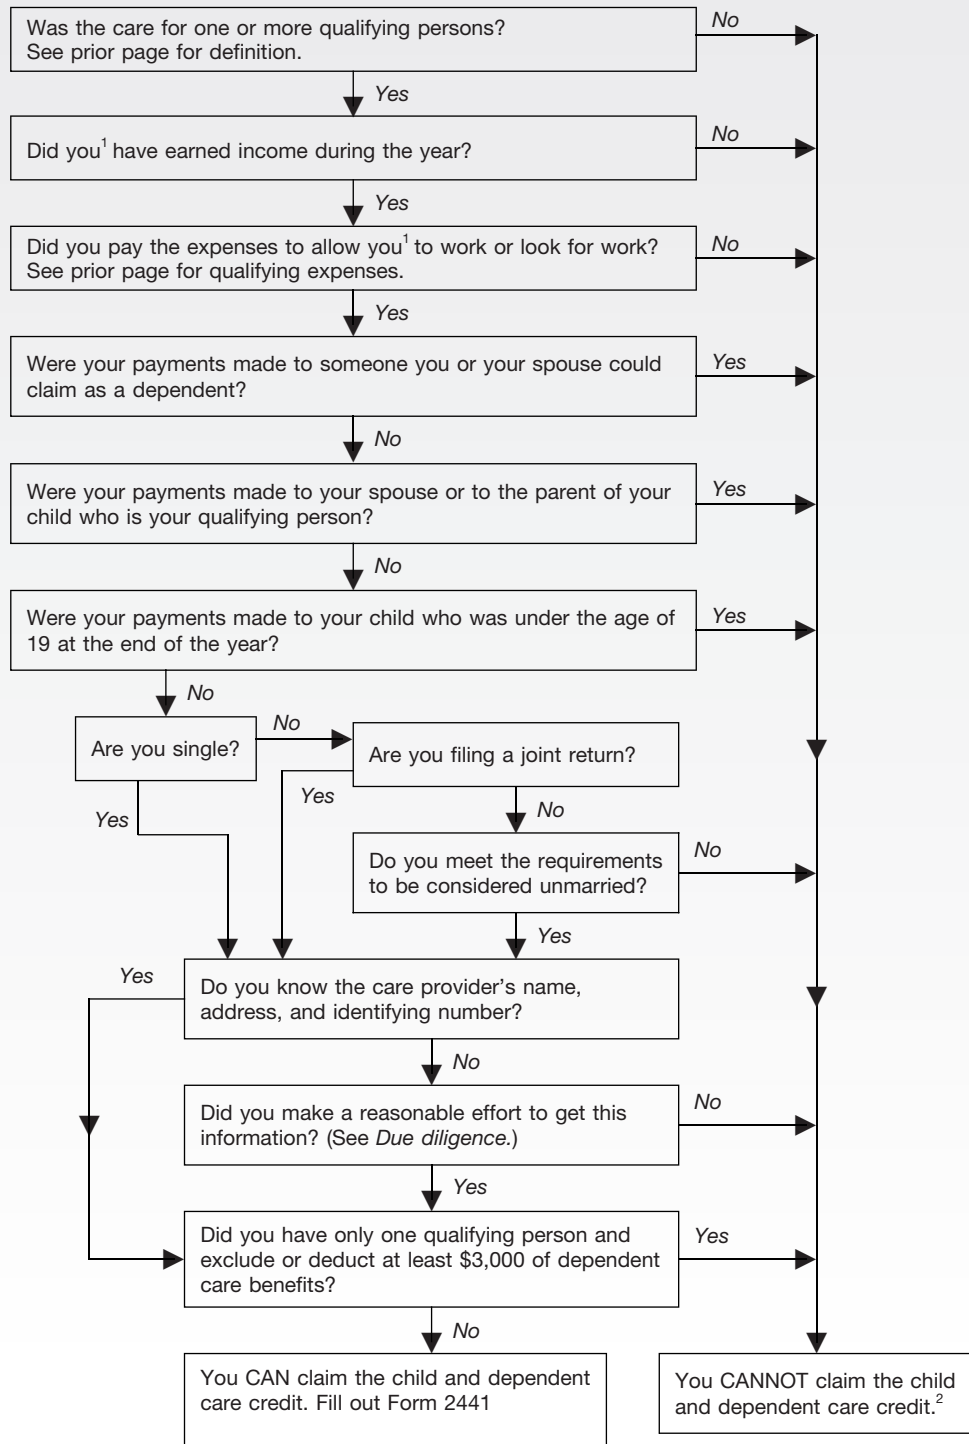 Was the care for one or more qualifying persons?
See prior page for definition.
No
Yes
Did you¹ have earned income during the year?
No
Yes
Did you pay the expenses to allow you¹ to work or look for work?
See prior page for qualifying expenses.
No
Yes
Were your payments made to someone you or your spouse could
claim as a dependent?
Yes
No
Were your payments made to your spouse or to the parent of your
child who is your qualifying person?
Yes
No
Were your payments made to your child who was under the age of
19 at the end of the year?
Yes
No
Are you single?
No
Are you filing a joint return?
Yes
Yes
No
Do you meet the requirements
to be considered unmarried?
No
Yes
Yes
Do you know the care provider’s name,
address, and identifying number?
No
Did you make a reasonable effort to get this
information? (See Due diligence.)
No
Yes
Did you have only one qualifying person and
exclude or deduct at least $3,000 of dependent
care benefits?
Yes
No
You CAN claim the child and dependent
care credit. Fill out Form 2441
You CANNOT claim the child
and dependent care credit.²